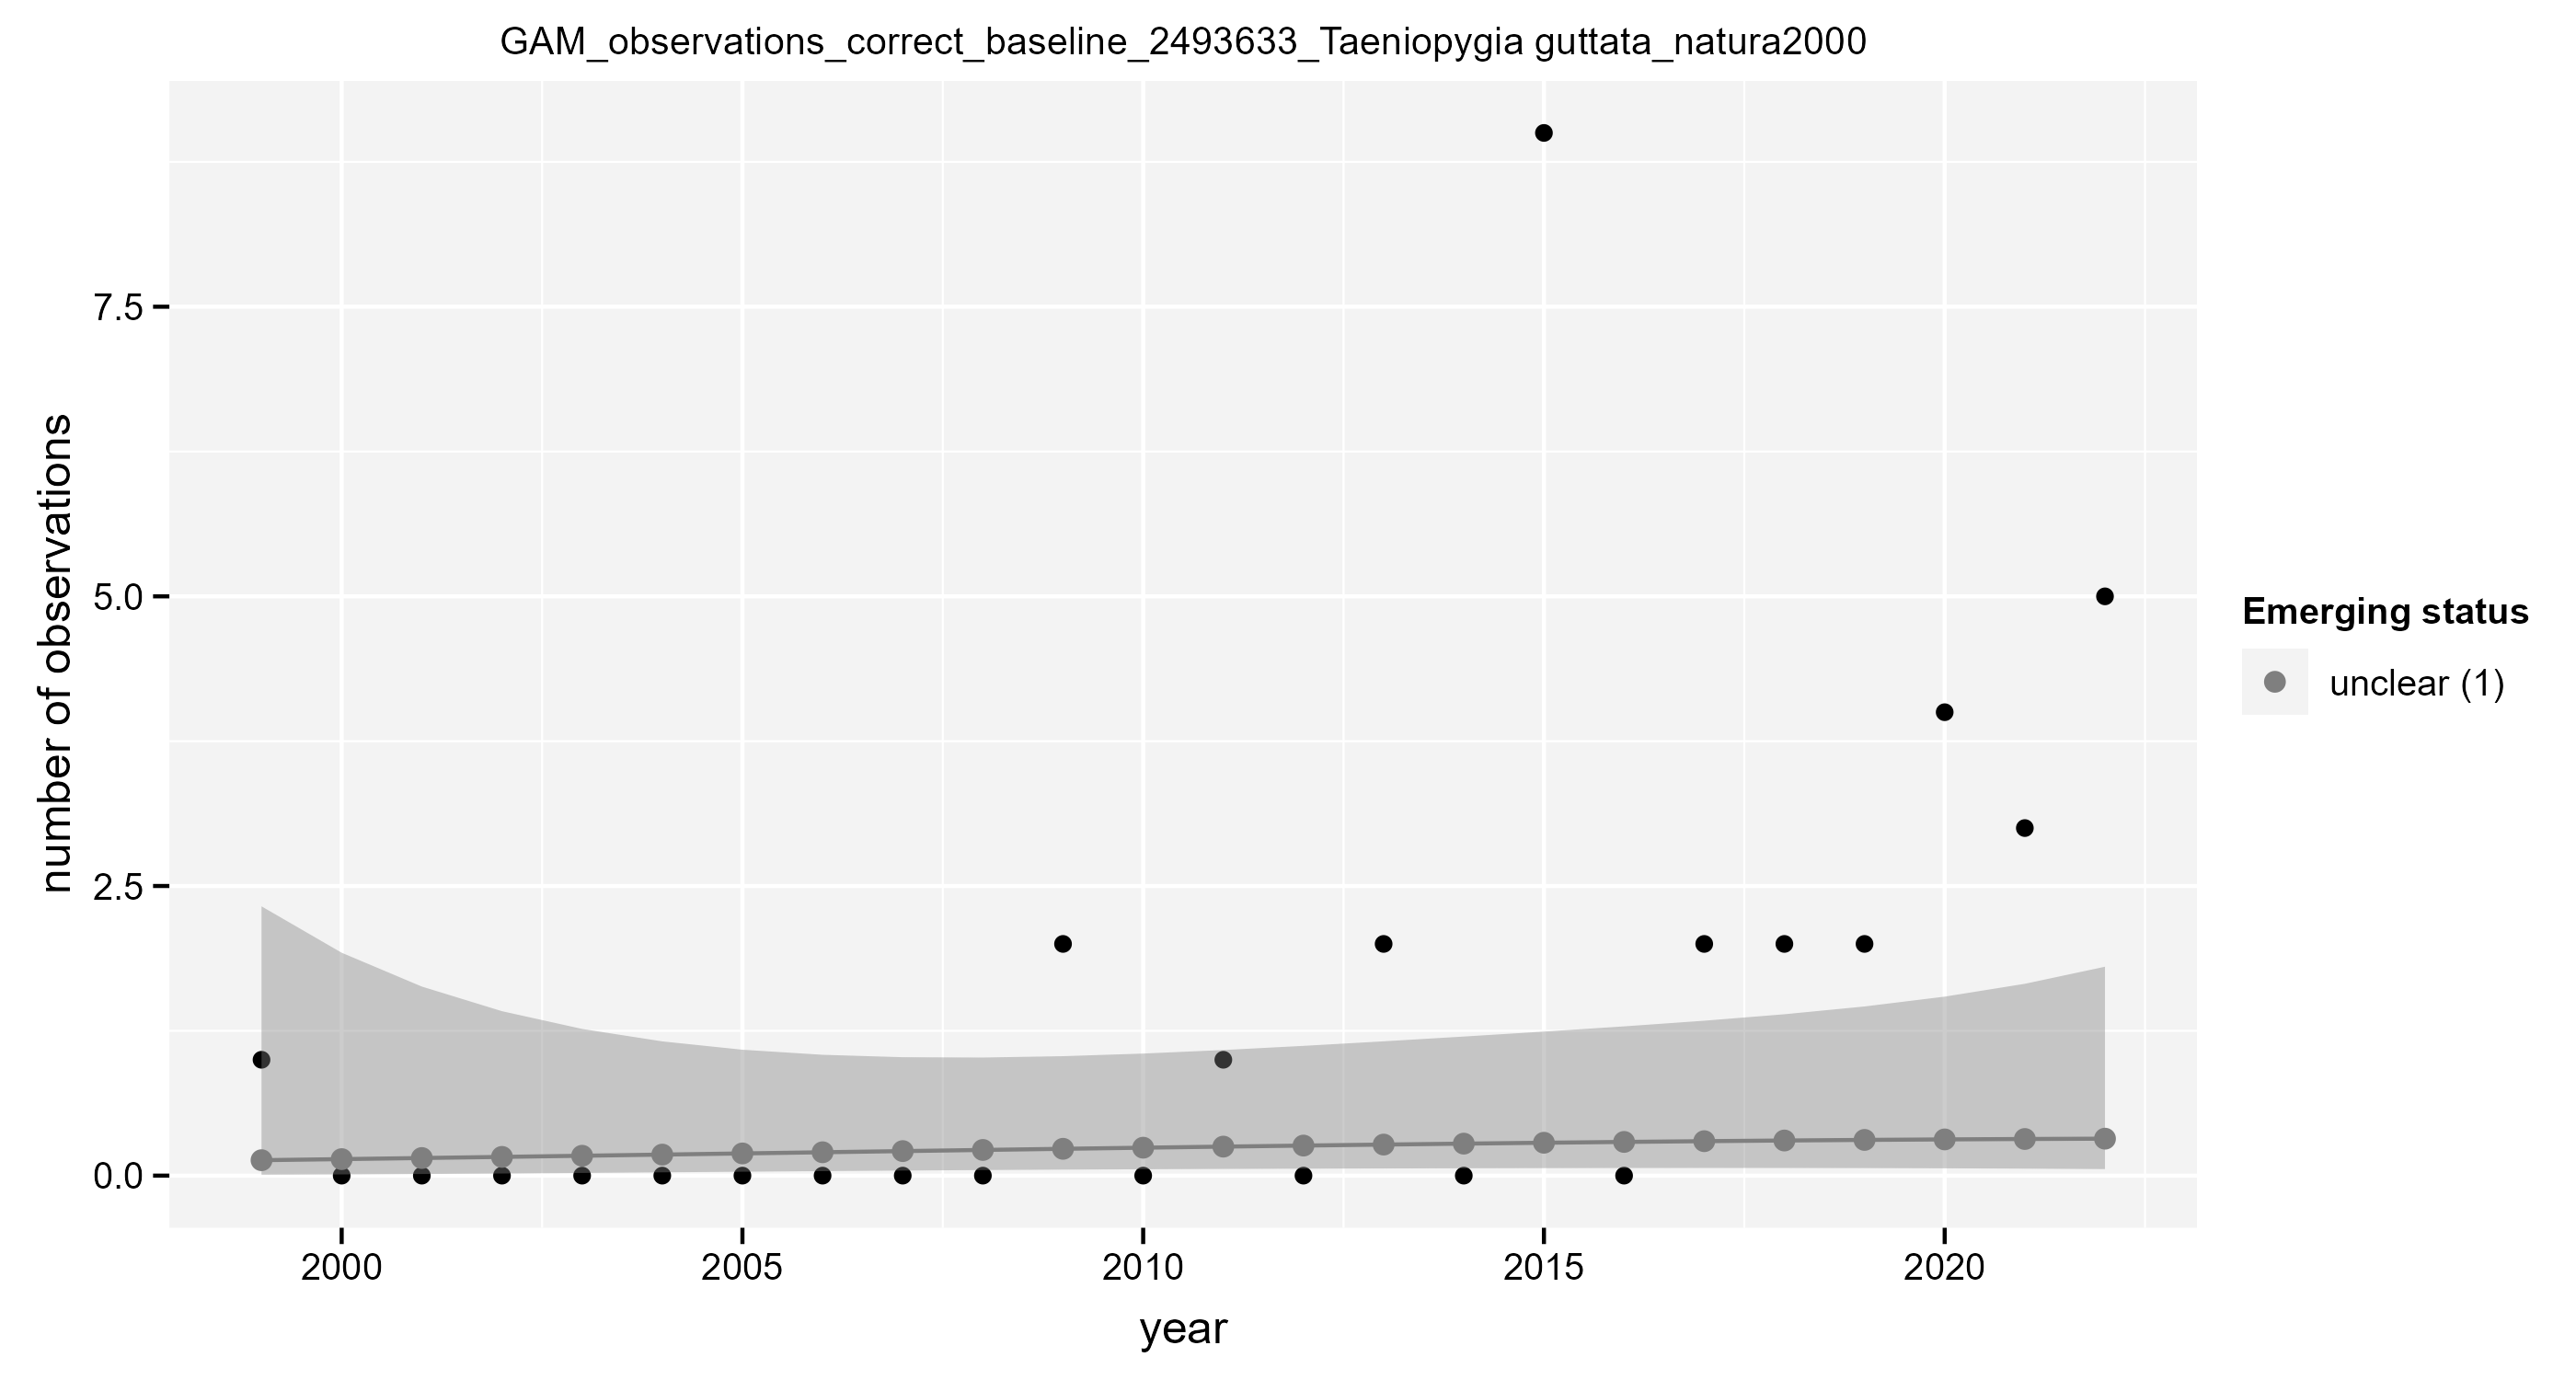 GAM_observations_correct_baseline_2493633_Taeniopygia guttata_natura2000
number of observations
7.5
5.0
2.5
0.0
2000
2005
2010
2015
2020
year
Emerging status
unclear (1)